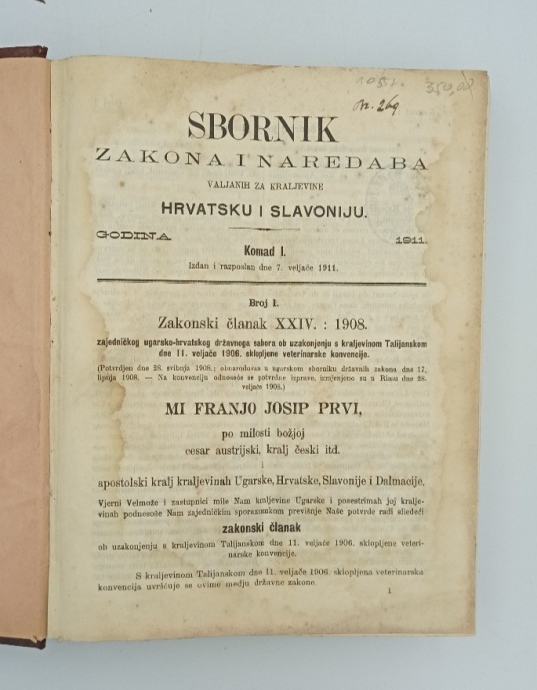 1051.
350,00
Nr. 269
SBORNIK
ZAKONA I NAREDABA
VALJANIH ZA KRALJEVINE
HRVATSKU I SLAVONIJU.
GODINA 1911.
Komad I.
Izdan i razposlan dne 7. veljače 1911.
Broj 1.
Zakonski članak XXIV. : 1908.
zajedničkog ugarsko-hrvatskog državnoga sabora ob uzakonjenju s kraljevinom Talijanskom
dne 11. veljače 1906. sklopljene veterinarske konvencije.
(Potvrdjen dne 28. svibnja 1908.; obnarodovan u ugarskom sborniku državnih zakona dne 17.
lipnja 1908. — Na konvenciju odnoseće se potvrdne isprave, izmjenjene su u Rimu dne 28.
veljače 1908.)
MI FRANJO JOSIP PRVI,
po milosti božjoj
cesar austrijski, kralj češki itd.
i
apostolski kralj kraljevinah Ugarske, Hrvatske, Slavonije i Dalmacije,
Vjerni Velmože i zastupnici mile Nam kraljevine Ugarske i posestrimah joj kralje-
vinah podnesoše Nam zajedničkim sporazumkom previšnje Naše potvrde radi sliedeći
zakonski članak
ob uzakonjenju s kraljevinom Talijanskom dne 11. veljače 1906. sklopljene veteri-
narske konvencije.
S kraljevinom Talijanskom dne 11. veljače 1906. sklopljena veterinarska
konvencija uvršćuje se ovime medju državne zakone.
1